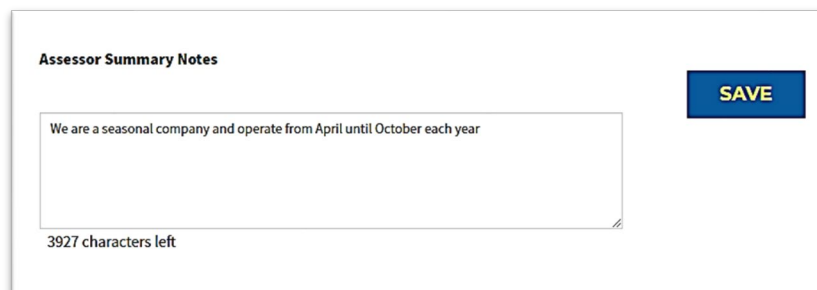 Assessor Summary Notes
SAVE
We are a seasonal company and operate from April until October each year
3927 characters left